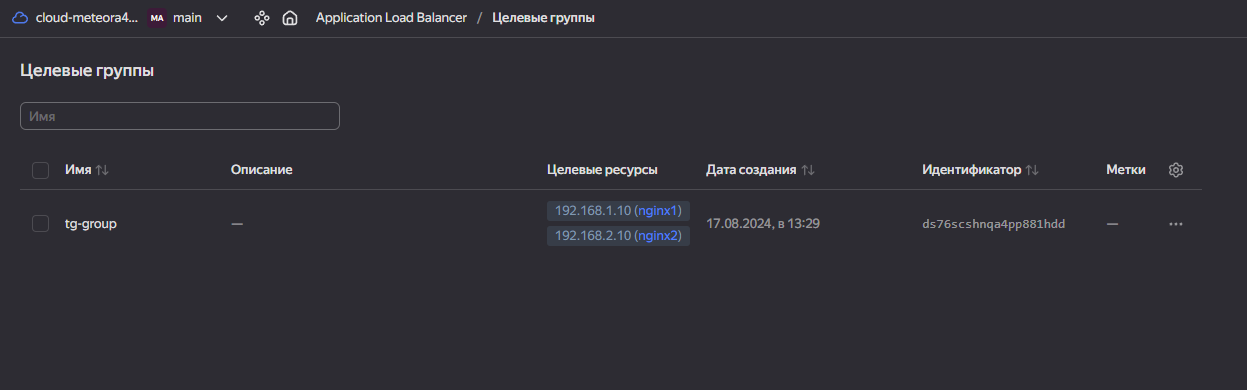 cloud-meteora4... MA main Application Load Balancer / Целевые группы
Целевые группы
Имя
Имя Описание Целевые ресурсы Дата создания Идентификатор Метки
tg-group — 192.168.1.10 (nginx1) 17.08.2024, в 13:29 ds76scshnqa4pp881hdd —
192.168.2.10 (nginx2)